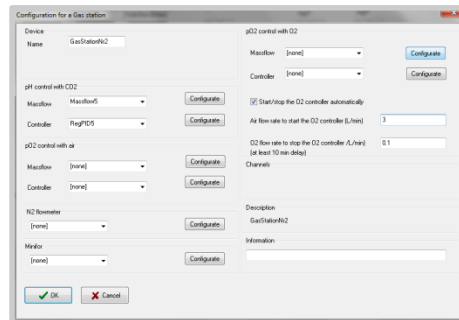 Configuration for a Gas station
Device
Name GasStationNr2
pH control with CO2
Massflow Massflow5 Configurate
Controller RegPID5 Configurate
pO2 control with air
Massflow [none] Configurate
Controller [none] Configurate
N2 flowmeter
[none] Configurate
Minifor
[none] Configurate
OK Cancel
pO2 control with O2
Massflow [none] Configurate
Controller [none] Configurate
Start/stop the O2 controller automatically
Air flow rate to start the O2 controller (L/min) 3
O2 flow rate to stop the O2 controller /L/min) 0.1
(at least 10 min delay)
Channels
Description
GasStationNr2
Information